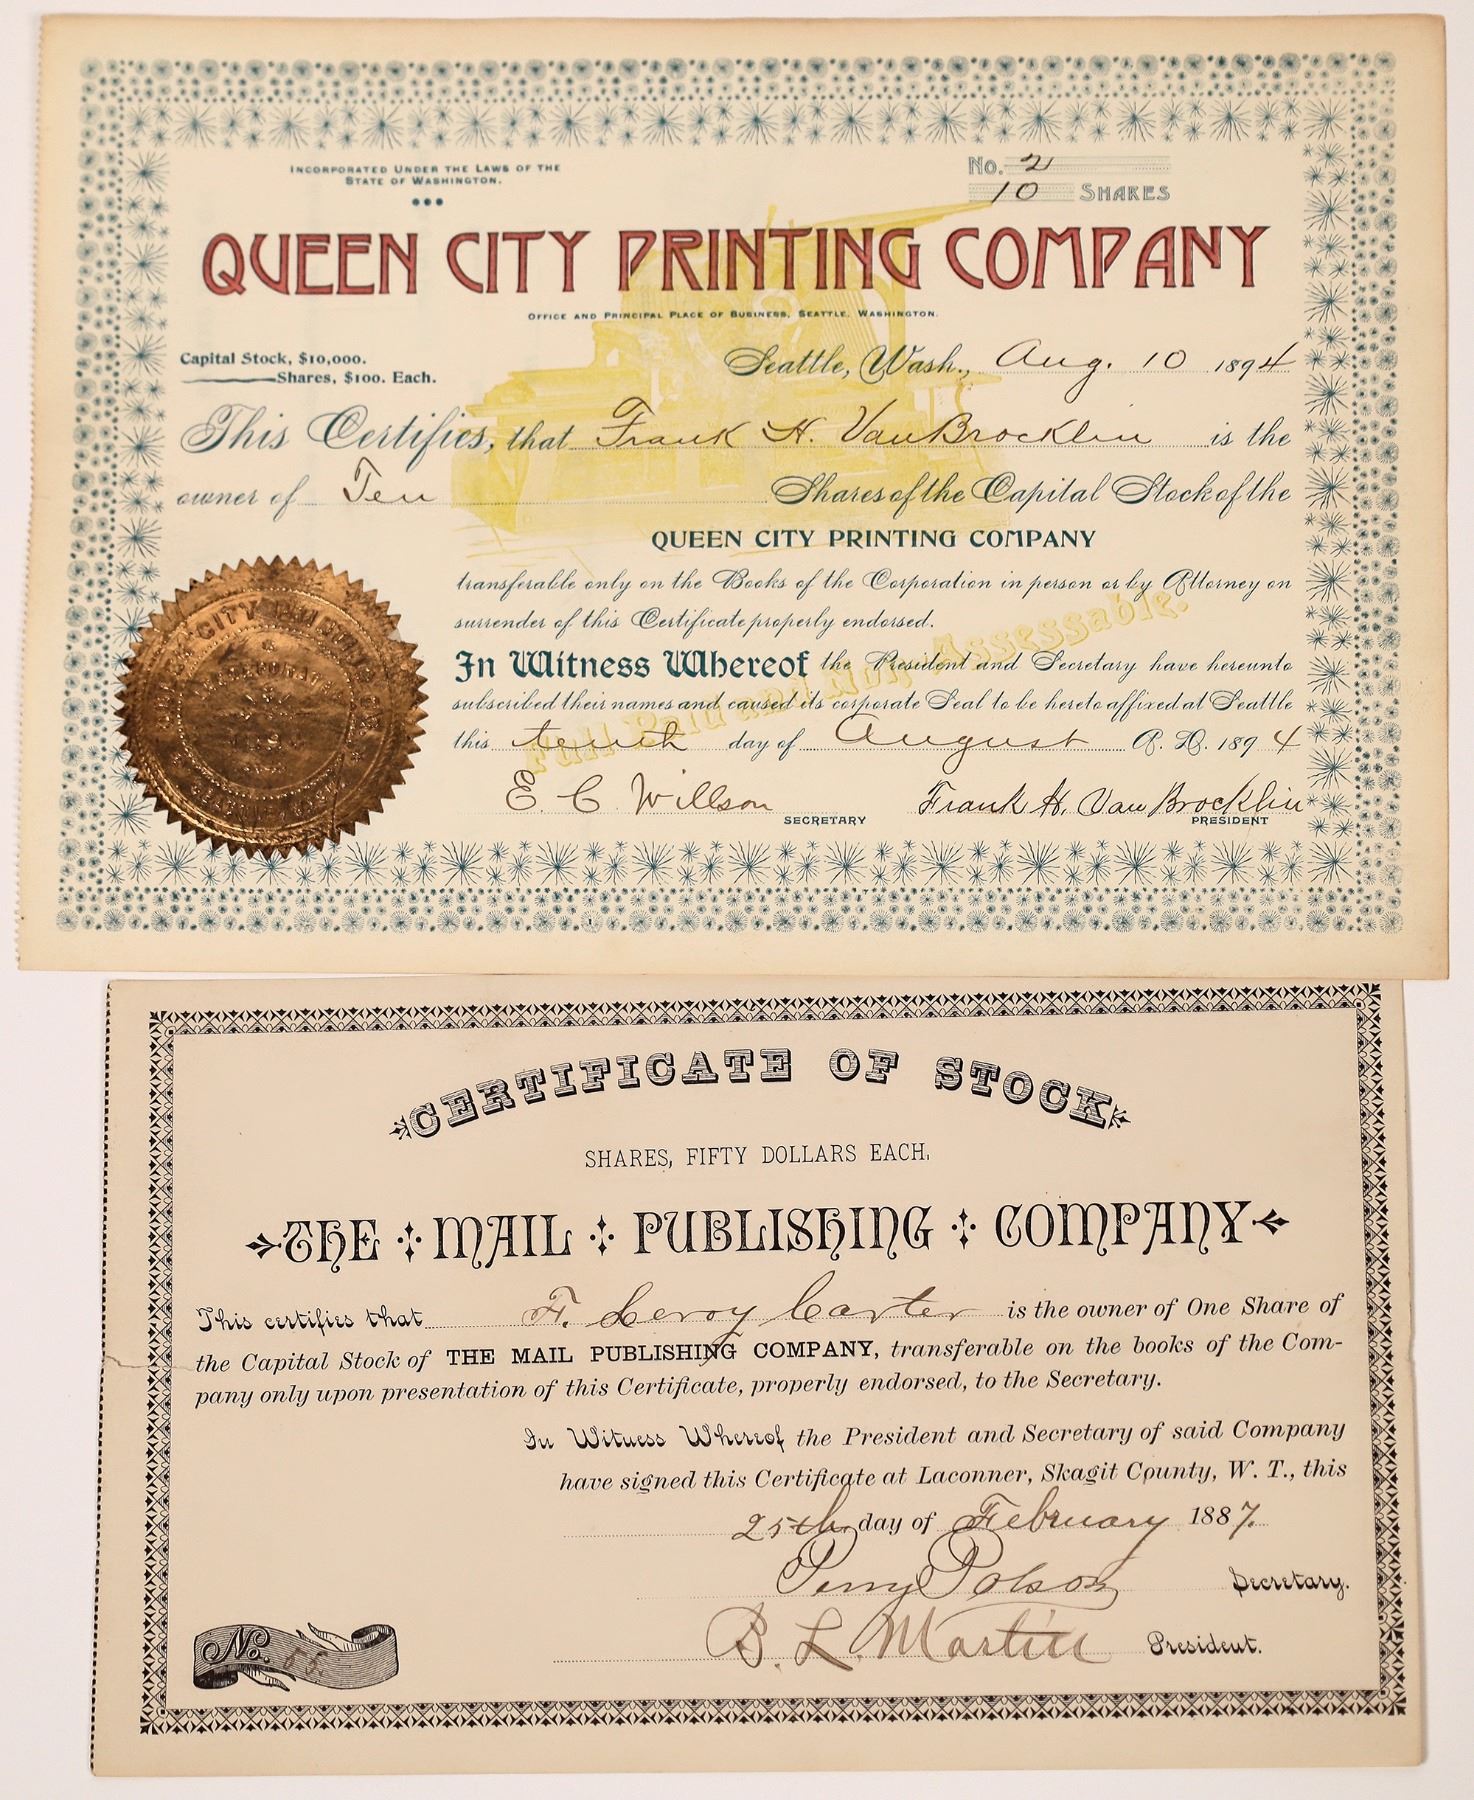 INCORPORATED UNDER THE LAWS OF THE
STATE OF WASHINGTON.
No. 2
10 SHARES
QUEEN CITY PRINTING COMPANY
OFFICE AND PRINCIPAL PLACE OF BUSINESS, SEATTLE, WASHINGTON.
Capital Stock, $10,000.
Shares, $100. Each.
Seattle, Wash., Aug. 10 1894
This Certifies, that Frank H. VanBrocklin is the
owner of Ten Shares of the Capital Stock of the
QUEEN CITY PRINTING COMPANY
transferable only on the Books of the Corporation in person or by Attorney on
surrender of this Certificate properly endorsed.
Full Paid and Non Assessable.
In Witness Whereof the President and Secretary have hereunto
subscribed their names and caused its corporate Seal to be hereto affixed at Seattle
this tenth day of August A. D. 1894
E. C. Willson SECRETARY Frank H. Van Brocklin PRESIDENT
CERTIFICATE OF STOCK
SHARES, FIFTY DOLLARS EACH,
THE MAIL PUBLISHING COMPANY
This certifies that F. Leroy Carter is the owner of One Share of
the Capital Stock of THE MAIL PUBLISHING COMPANY, transferable on the books of the Com-
pany only upon presentation of this Certificate, properly endorsed, to the Secretary.
In Witness Whereof the President and Secretary of said Company
have signed this Certificate at Laconner, Skagit County, W. T., this
25th day of February 1887.
Perry Polson Secretary.
B. L. Martin President.
No.